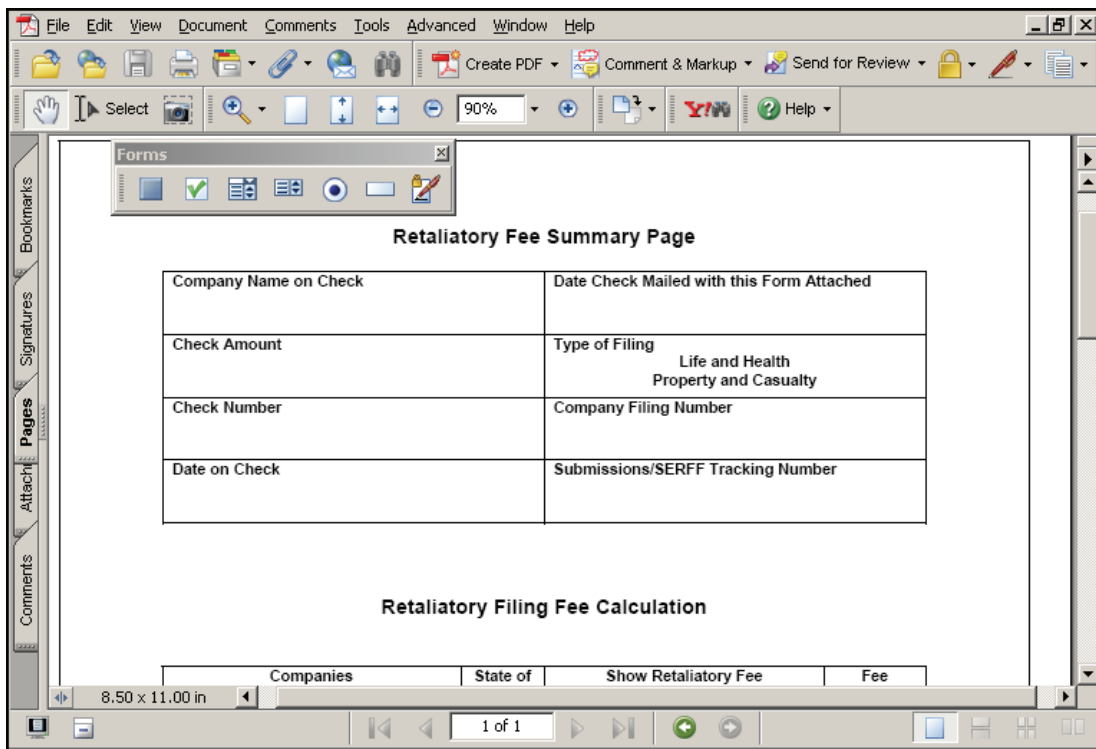 File Edit View Document Comments Tools Advanced Window Help
Create PDF Comment & Markup Send for Review
Select 90% Y! Help
Forms
Bookmarks
Signatures
Pages
Attachm
Comments
Retaliatory Fee Summary Page
Company Name on Check Date Check Mailed with this Form Attached
Check Amount Type of Filing
Life and Health
Property and Casualty
Check Number Company Filing Number
Date on Check Submissions/SERFF Tracking Number
Retaliatory Filing Fee Calculation
Companies State of Show Retaliatory Fee Fee
8.50 x 11.00 in
1 of 1